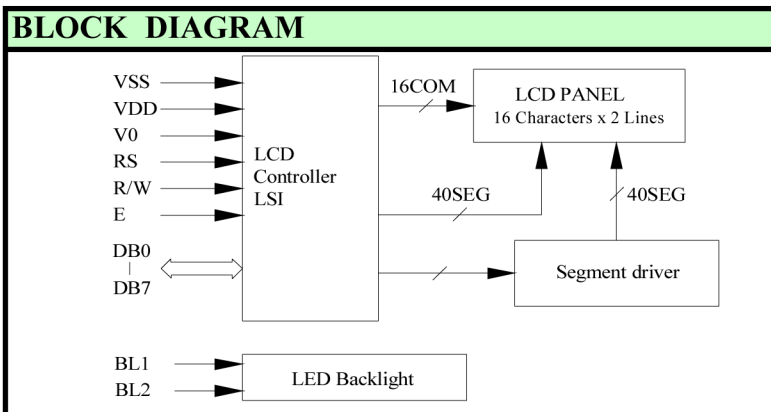 BLOCK DIAGRAM
VSS
VDD
V0
RS
R/W
E
DB0
DB7
LCD
Controller
LSI
16COM
LCD PANEL
16 Characters x 2 Lines
40SEG
40SEG
Segment driver
BL1
BL2
LED Backlight